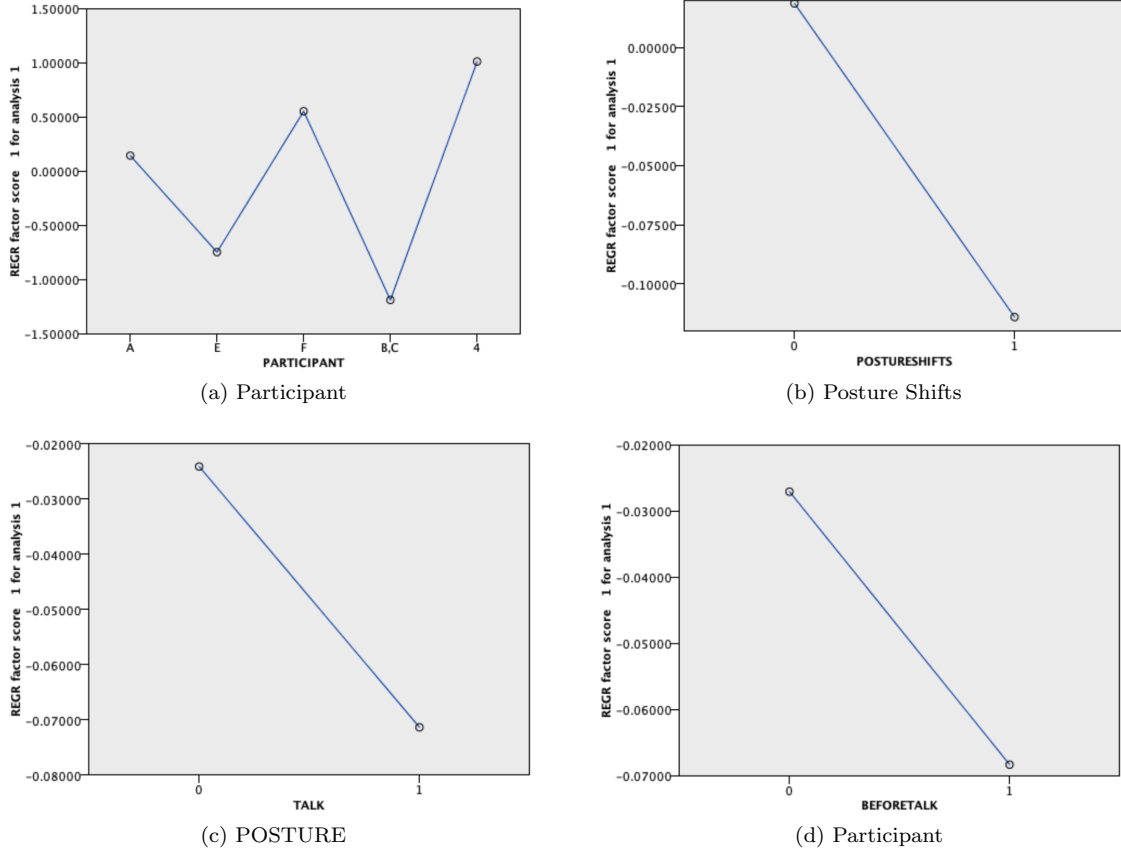 1.50000
1.00000
0.50000
0.00000
-0.50000
-1.00000
-1.50000
REGR factor score 1 for analysis 1
A E F B,C 4
PARTICIPANT
(a) Participant
0.00000
-0.02500
-0.05000
-0.07500
-0.10000
REGR factor score 1 for analysis 1
0 1
POSTURESHIFTS
(b) Posture Shifts
-0.02000
-0.03000
-0.04000
-0.05000
-0.06000
-0.07000
-0.08000
REGR factor score 1 for analysis 1
0 1
TALK
(c) POSTURE
-0.02000
-0.03000
-0.04000
-0.05000
-0.06000
-0.07000
REGR factor score 1 for analysis 1
0 1
BEFORETALK
(d) Participant